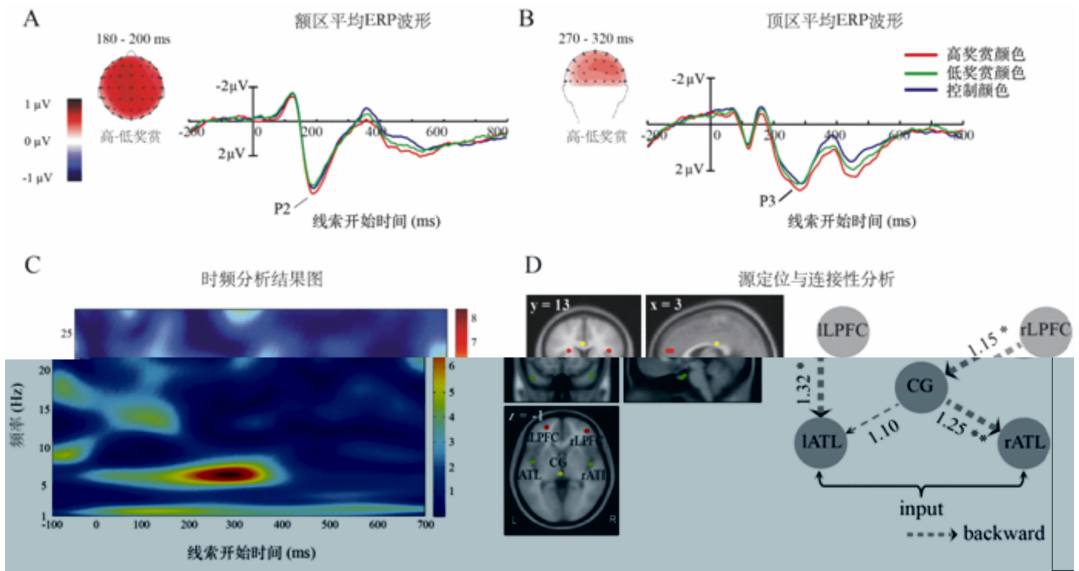 A
额区平均ERP波形
180 - 200 ms
1 μV
0 μV
-1 μV
高-低奖赏
-2μV
2μV
-200
0
200
400
600
800
P2
线索开始时间 (ms)
B
顶区平均ERP波形
270 - 320 ms
高-低奖赏
高奖赏颜色
低奖赏颜色
控制颜色
-2μV
2μV
-200
0
200
400
600
800
P3
线索开始时间 (ms)
C
时频分析结果图
频率 (Hz)
25
20
15
10
5
1
-100
0
100
200
300
400
500
600
700
线索开始时间 (ms)
8
7
6
5
4
3
2
1
D
源定位与连接性分析
y = 13
x = 3
z = -1
lLPFC
rLPFC
CG
ATL
rATL
L
R
lLPFC
rLPFC
1.15 *
1.32 *
CG
1.10
1.25 **
lATL
rATL
input
backward